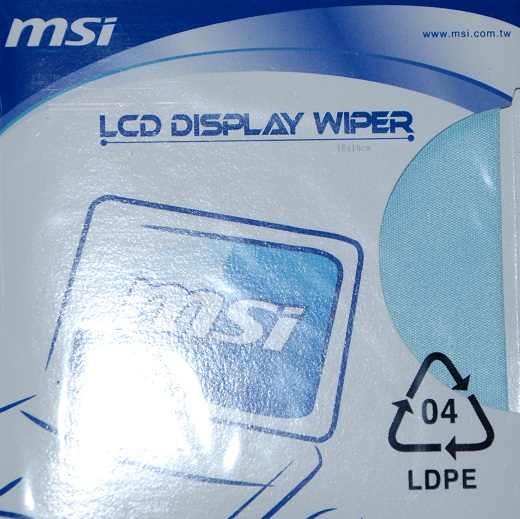 msi
www.msi.com.tw
LCD DISPLAY WIPER
16x16cm
msi
04
LDPE